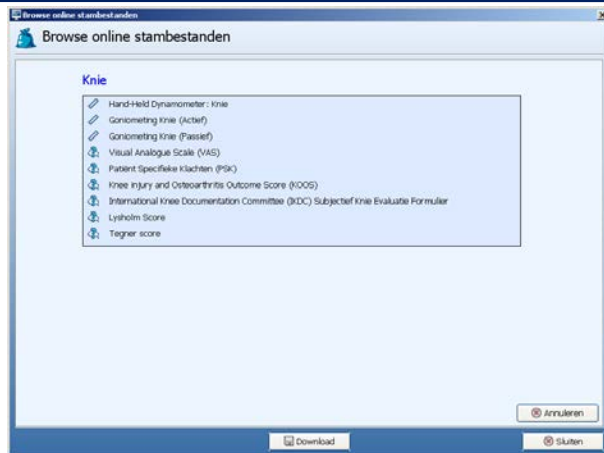 Browse online stambestanden
Browse online stambestanden
Knie
Hand-Held Dynamometer: Knie
Goniometing Knie (Actief)
Goniometing Knie (Passief)
Visual Analogue Scale (VAS)
Patiënt Specifieke Klachten (PSK)
Knee injury and Osteoarthritis Outcome Score (KOOS)
International Knee Documentation Committee (IKDC) Subjectief Knie Evaluatie Formulier
Lysholm Score
Tegner score
Annuleren
Download
Sluiten